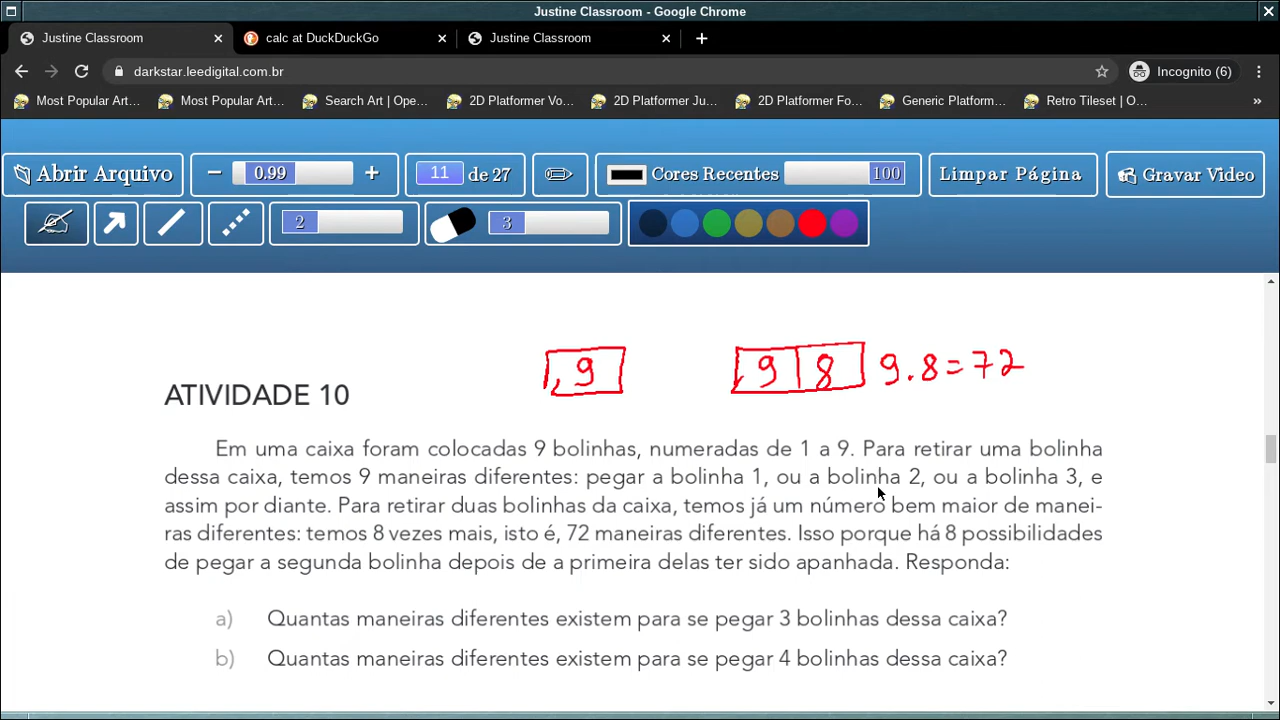 Justine Classroom - Google Chrome
Justine Classroom
calc at DuckDuckGo
Justine Classroom
darkstar.leedigital.com.br
Incognito (6)
Most Popular Art...
Most Popular Art...
Search Art | Ope...
2D Platformer Vo...
2D Platformer Ju...
2D Platformer Fo...
Generic Platform...
Retro Tileset | O...
»
Abrir Arquivo
− 0.99 +
11 de 27
Cores Recentes 100
Limpar Página
Gravar Video
2
3
9
9 8 9.8=72
ATIVIDADE 10
Em uma caixa foram colocadas 9 bolinhas, numeradas de 1 a 9. Para retirar uma bolinha
dessa caixa, temos 9 maneiras diferentes: pegar a bolinha 1, ou a bolinha 2, ou a bolinha 3, e
assim por diante. Para retirar duas bolinhas da caixa, temos já um número bem maior de manei-
ras diferentes: temos 8 vezes mais, isto é, 72 maneiras diferentes. Isso porque há 8 possibilidades
de pegar a segunda bolinha depois de a primeira delas ter sido apanhada. Responda:
a) Quantas maneiras diferentes existem para se pegar 3 bolinhas dessa caixa?
b) Quantas maneiras diferentes existem para se pegar 4 bolinhas dessa caixa?